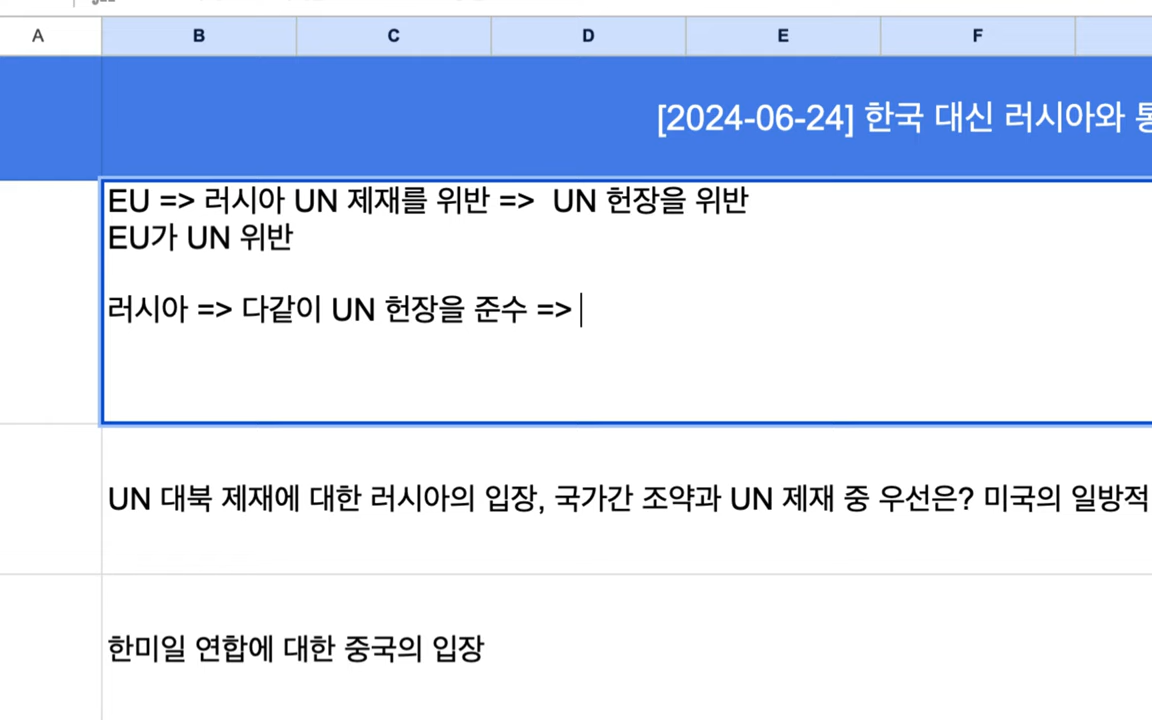 A B C D E F
[2024-06-24] 한국 대신 러시아와
EU => 러시아 UN 제재를 위반 => UN 헌장을 위반
EU가 UN 위반
러시아 => 다같이 UN 헌장을 준수 =>
UN 대북 제재에 대한 러시아의 입장, 국가간 조약과 UN 제재 중 우선은? 미국의 일방적
한미일 연합에 대한 중국의 입장